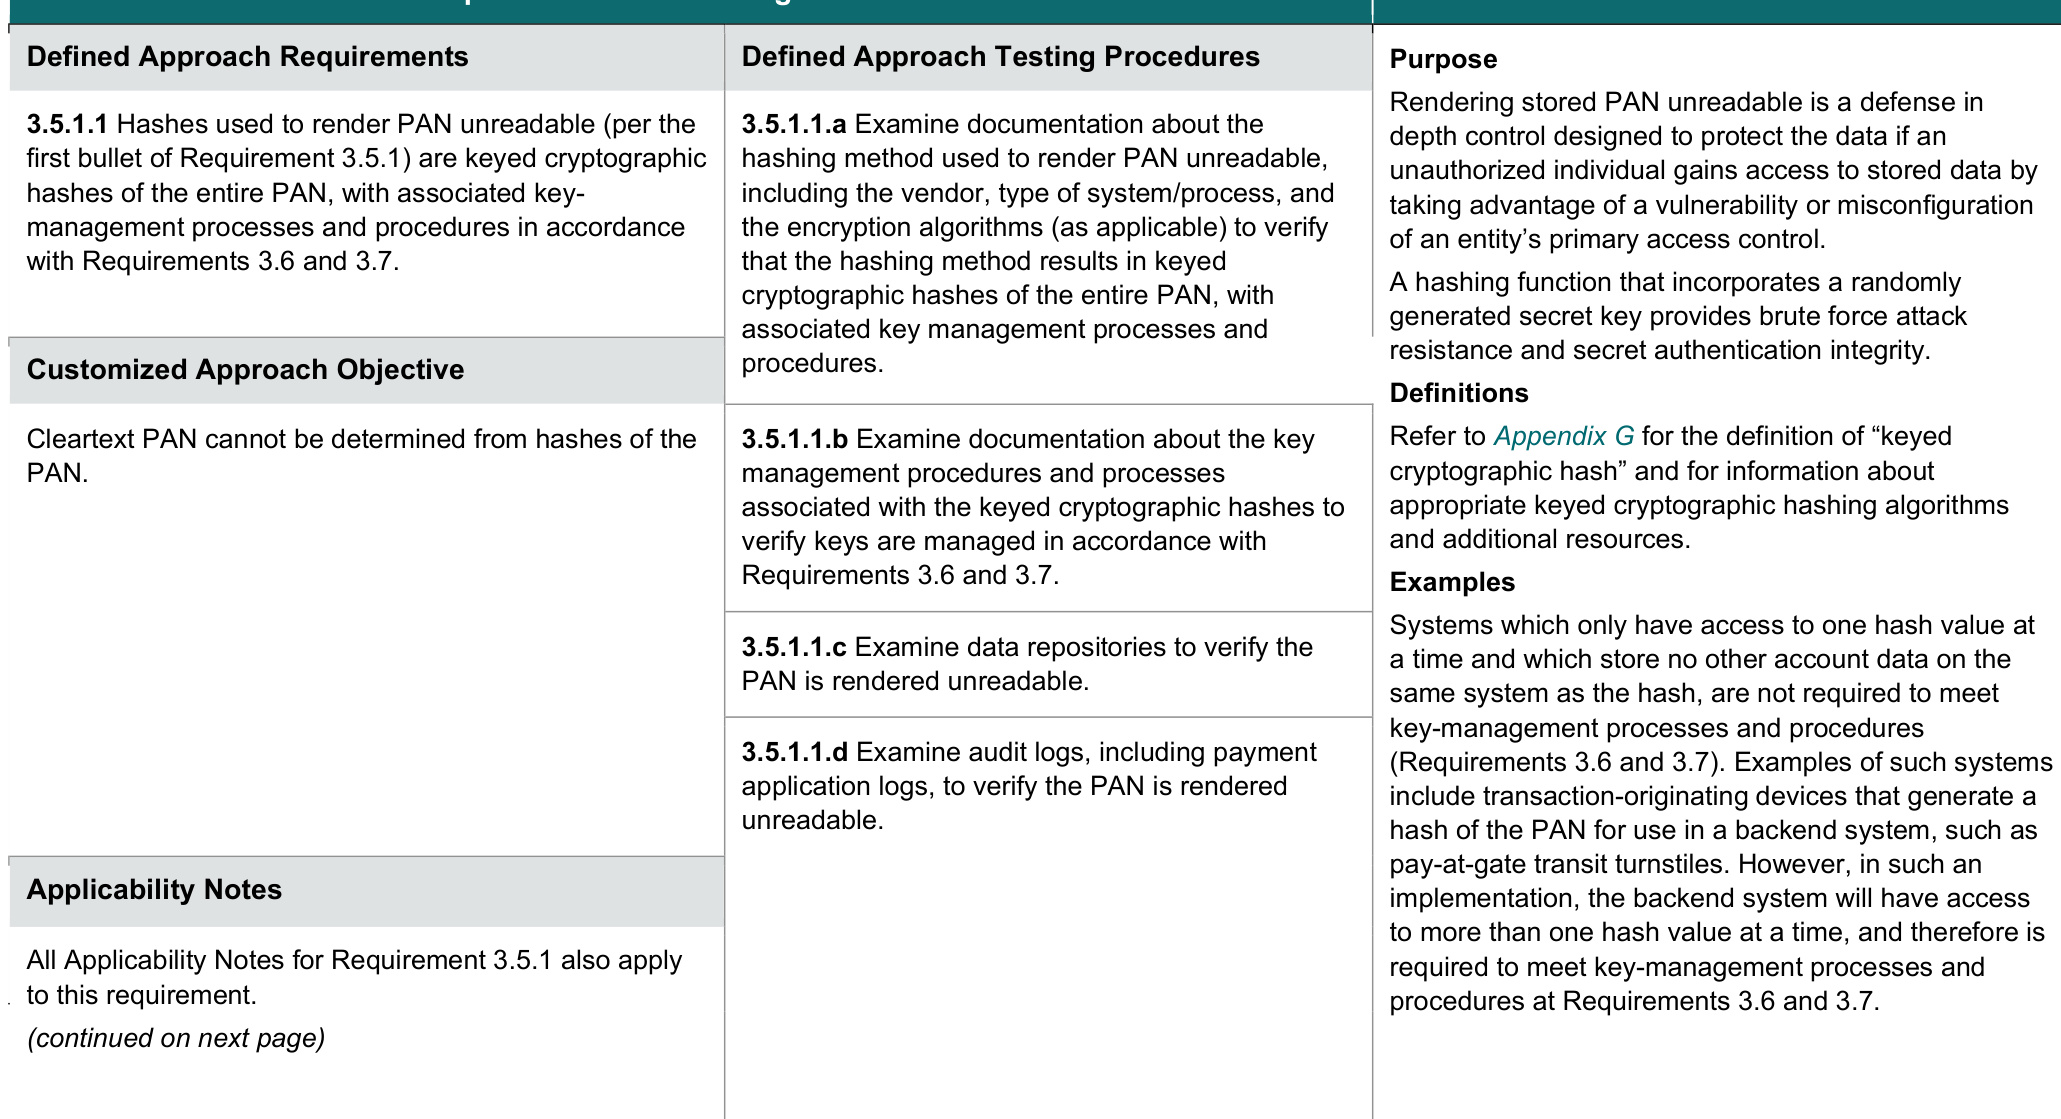 Defined Approach Requirements
3.5.1.1 Hashes used to render PAN unreadable (per the
first bullet of Requirement 3.5.1) are keyed cryptographic
hashes of the entire PAN, with associated key-
management processes and procedures in accordance
with Requirements 3.6 and 3.7.
Customized Approach Objective
Cleartext PAN cannot be determined from hashes of the
PAN.
Applicability Notes
All Applicability Notes for Requirement 3.5.1 also apply
to this requirement.
(continued on next page)
Defined Approach Testing Procedures
3.5.1.1.a Examine documentation about the
hashing method used to render PAN unreadable,
including the vendor, type of system/process, and
the encryption algorithms (as applicable) to verify
that the hashing method results in keyed
cryptographic hashes of the entire PAN, with
associated key management processes and
procedures.
3.5.1.1.b Examine documentation about the key
management procedures and processes
associated with the keyed cryptographic hashes to
verify keys are managed in accordance with
Requirements 3.6 and 3.7.
3.5.1.1.c Examine data repositories to verify the
PAN is rendered unreadable.
3.5.1.1.d Examine audit logs, including payment
application logs, to verify the PAN is rendered
unreadable.
Purpose
Rendering stored PAN unreadable is a defense in
depth control designed to protect the data if an
unauthorized individual gains access to stored data by
taking advantage of a vulnerability or misconfiguration
of an entity’s primary access control.
A hashing function that incorporates a randomly
generated secret key provides brute force attack
resistance and secret authentication integrity.
Definitions
Refer to Appendix G for the definition of “keyed
cryptographic hash” and for information about
appropriate keyed cryptographic hashing algorithms
and additional resources.
Examples
Systems which only have access to one hash value at
a time and which store no other account data on the
same system as the hash, are not required to meet
key-management processes and procedures
(Requirements 3.6 and 3.7). Examples of such systems
include transaction-originating devices that generate a
hash of the PAN for use in a backend system, such as
pay-at-gate transit turnstiles. However, in such an
implementation, the backend system will have access
to more than one hash value at a time, and therefore is
required to meet key-management processes and
procedures at Requirements 3.6 and 3.7.